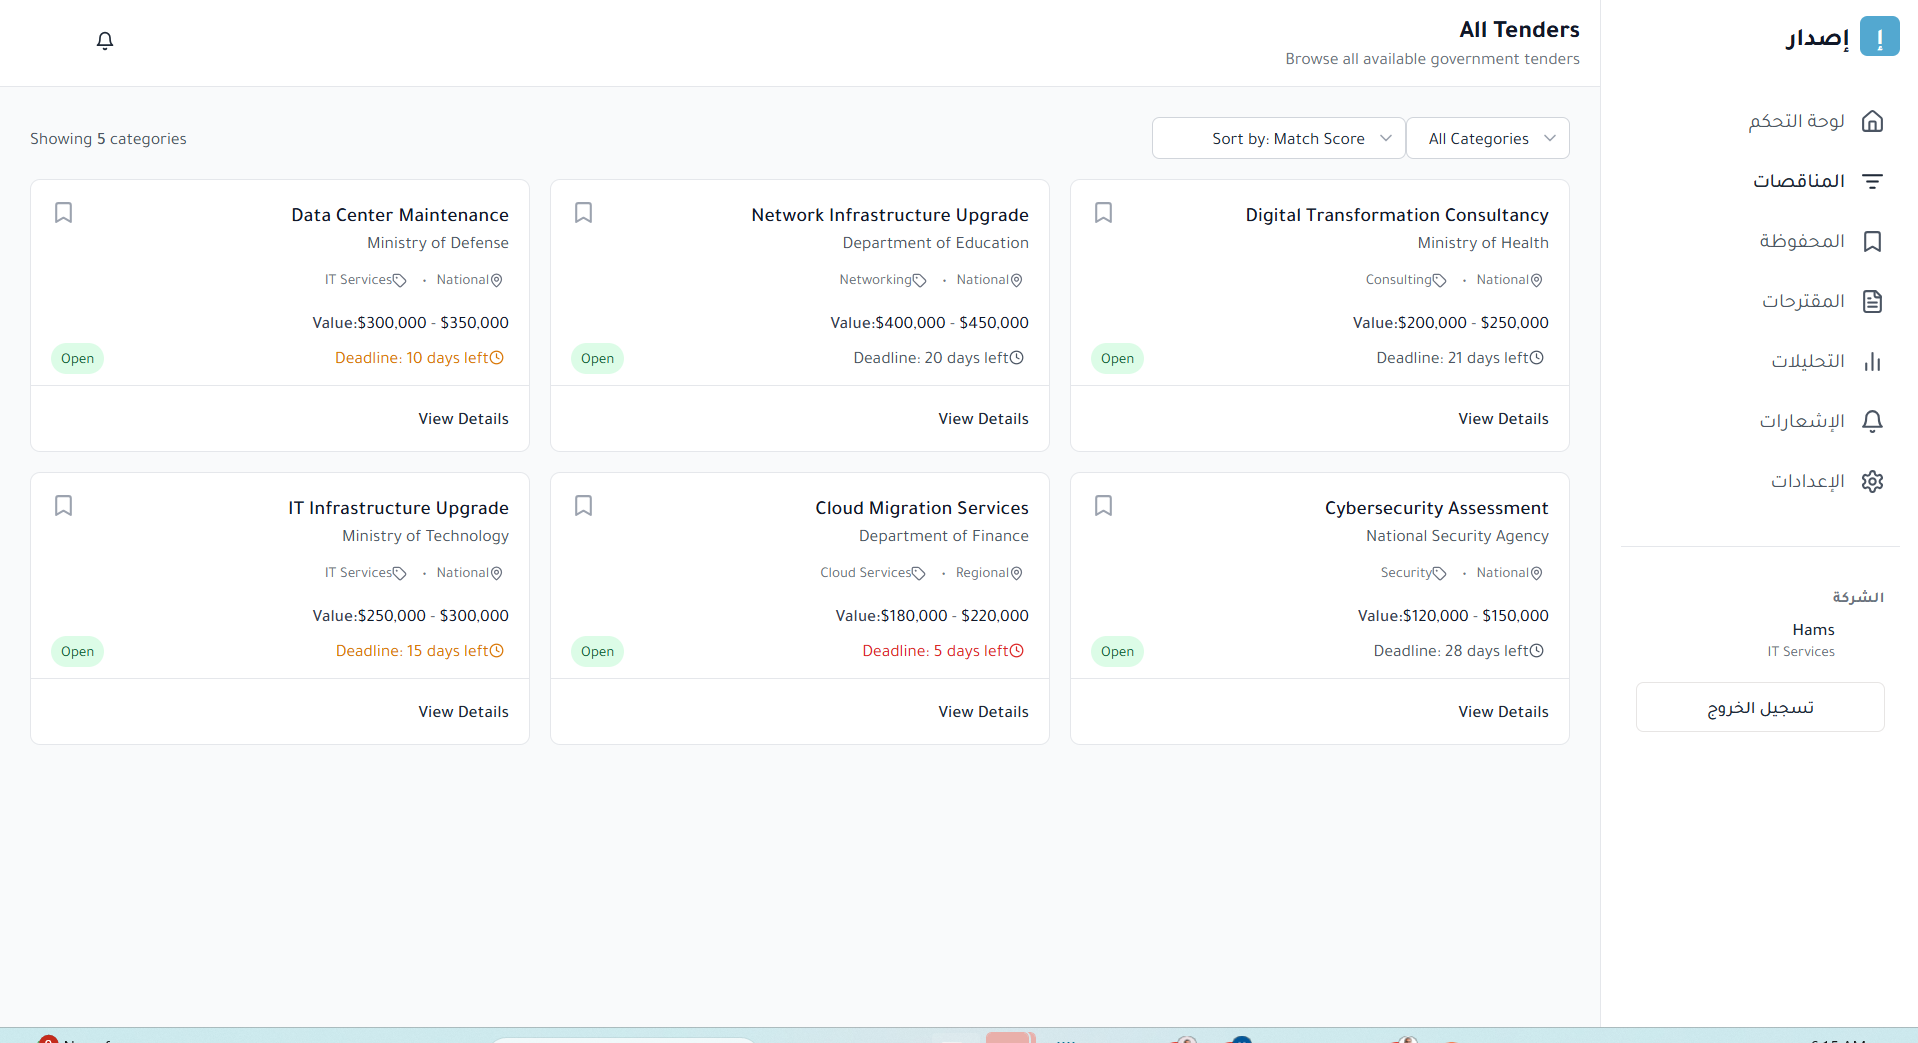 إصدار
إ
لوحة التحكم
المناقصات
المحفوظة
المقترحات
التحليلات
الإشعارات
الإعدادات
الشركة
Hams
IT Services
تسجيل الخروج
All Tenders
Browse all available government tenders
All Categories
Sort by: Match Score
Showing 5 categories
Digital Transformation Consultancy
Ministry of Health
Consulting • National
Value:$200,000 - $250,000
Deadline: 21 days left
Open
View Details
Network Infrastructure Upgrade
Department of Education
Networking • National
Value:$400,000 - $450,000
Deadline: 20 days left
Open
View Details
Data Center Maintenance
Ministry of Defense
IT Services • National
Value:$300,000 - $350,000
Deadline: 10 days left
Open
View Details
Cybersecurity Assessment
National Security Agency
Security • National
Value:$120,000 - $150,000
Deadline: 28 days left
Open
View Details
Cloud Migration Services
Department of Finance
Cloud Services • Regional
Value:$180,000 - $220,000
Deadline: 5 days left
Open
View Details
IT Infrastructure Upgrade
Ministry of Technology
IT Services • National
Value:$250,000 - $300,000
Deadline: 15 days left
Open
View Details